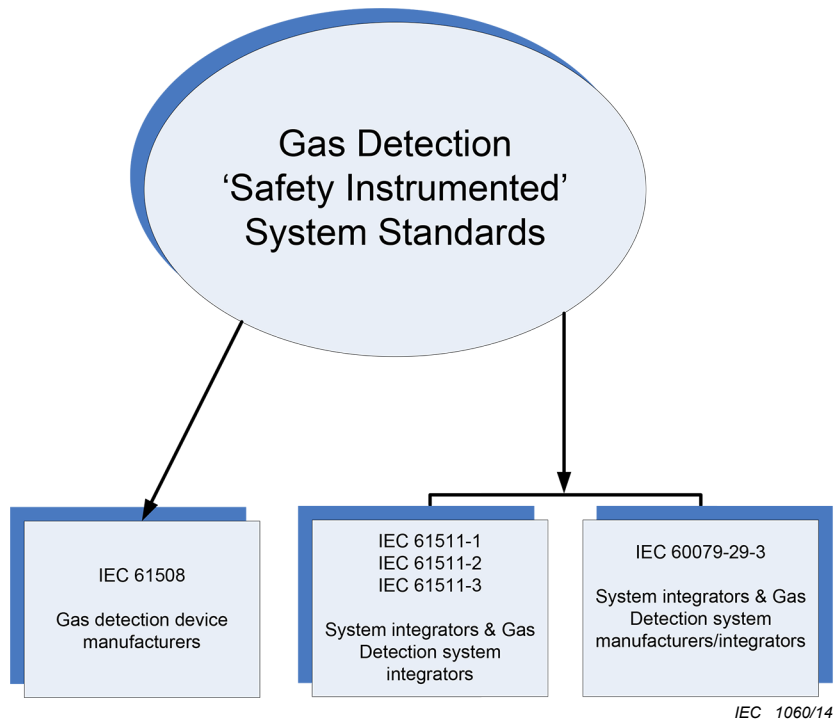 Gas Detection
‘Safety Instrumented’
System Standards
IEC 61508
Gas detection device
manufacturers
IEC 61511-1
IEC 61511-2
IEC 61511-3
System integrators & Gas
Detection system
integrators
IEC 60079-29-3
System integrators & Gas
Detection system
manufacturers/integrators
IEC 1060/14